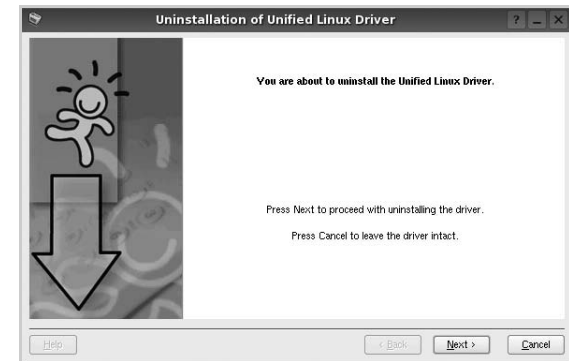 Uninstallation of Unified Linux Driver
You are about to uninstall the Unified Linux Driver.
Press Next to proceed with uninstalling the driver.
Press Cancel to leave the driver intact.
Help
< Back
Next >
Cancel